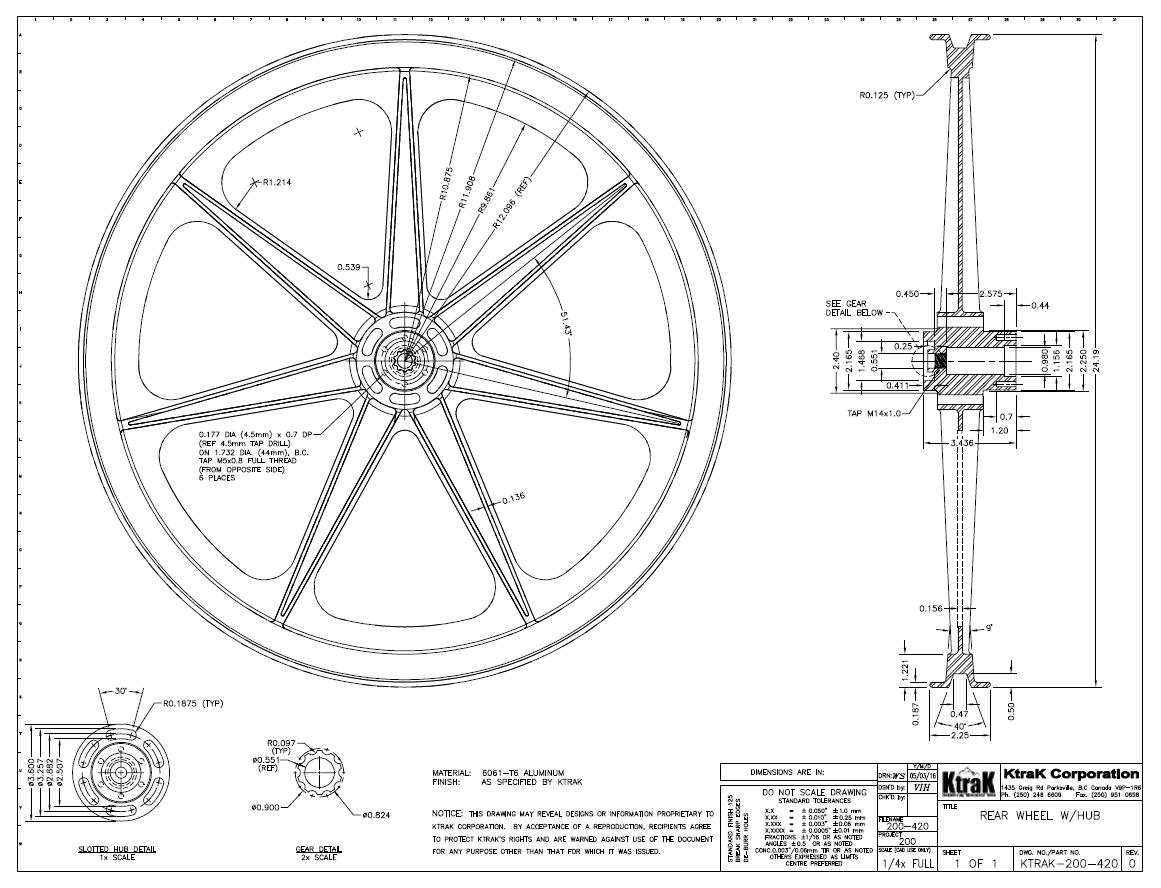 R1.214
0.539
R10.875
R11.908
R9.861
R12.096 (REF)
51.43°
0.136
0.177 DIA (4.5mm) x 0.7 DP
(REF 4.5mm TAP DRILL)
ON 1.732 DIA. (44mm), B.C.
TAP M5x0.8 FULL THREAD
(FROM OPPOSITE SIDE)
6 PLACES
R0.125 (TYP)
0.450
2.575
0.44
SEE GEAR
DETAIL BELOW
0.25
2.40
2.165
1.468
0.551
0.411
TAP M14x1.0
0.980
1.156
2.165
2.250
24.19
0.7
1.20
3.436
0.156
9°
1.221
0.187
0.47
40°
2.25
0.50
30°
R0.1875 (TYP)
ø3.600
ø3.257
ø2.882
ø2.507
SLOTTED HUB DETAIL
1x SCALE
R0.097
(TYP)
ø0.551
(REF)
ø0.900
ø0.824
GEAR DETAIL
2x SCALE
MATERIAL: 6061-T6 ALUMINUM
FINISH: AS SPECIFIED BY KTRAK
NOTICE: THIS DRAWING MAY REVEAL DESIGNS OR INFORMATION PROPRIETARY TO
KTRAK CORPORATION. BY ACCEPTANCE OF A REPRODUCTION, RECIPIENTS AGREE
TO PROTECT KTRAK'S RIGHTS AND ARE WARNED AGAINST USE OF THE DOCUMENT
FOR ANY PURPOSE OTHER THAN THAT FOR WHICH IT WAS ISSUED.
DIMENSIONS ARE IN:
STANDARD FINISH 125
BREAK SHARP EDGES
DE-BURR HOLES
DO NOT SCALE DRAWING
STANDARD TOLERANCES
X.X = ± 0.050" ±1.0 mm
X.XX = ± 0.010" ±0.25 mm
X.XXX = ± 0.003" ±0.06 mm
X.XXXX = ± 0.0005" ±0.01 mm
FRACTIONS ±1/16 OR AS NOTED
ANGLES ±0.5 OR AS NOTED
CONC.0.003"/0.06mm TIR OR AS NOTED
OTHERS EXPRESSED AS LIMITS
CENTRE PREFERRED
Y/M/D
DRN: WS 05/03/16
DSN'D by: VIH
CHK'D by:
FILENAME
200-420
PROJECT
200
SCALE (CAD USE ONLY)
1/4x FULL
KtraK
KtraK Corporation
1435 Greig Rd Parksville, B.C Canada V9P-1R6
Ph. (250) 248 6609 Fax. (250) 951 0658
TITLE
REAR WHEEL W/HUB
SHEET
1 OF 1
DWG. NO./PART NO.
KTRAK-200-420
REV.
0